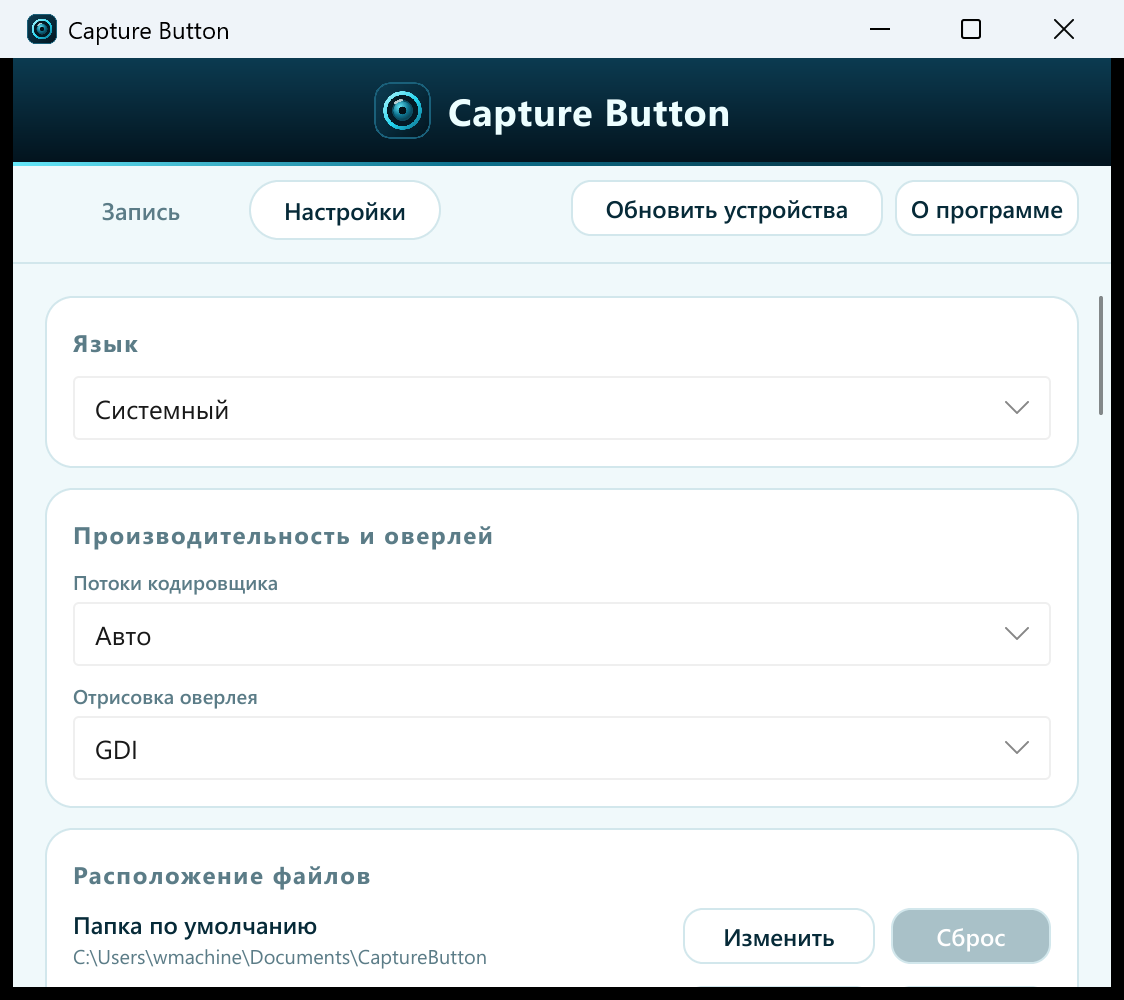 Capture Button
Capture Button
Запись
Настройки
Обновить устройства
О программе
Язык
Системный
Производительность и оверлей
Потоки кодировщика
Авто
Отрисовка оверлея
GDI
Расположение файлов
Папка по умолчанию
C:\Users\wmachine\Documents\CaptureButton
Изменить
Сброс